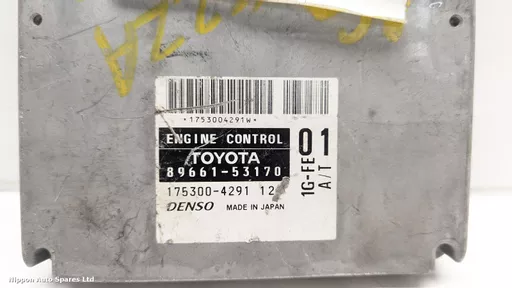 *1753004291W*
ENGINE CONTROL
TOYOTA
89661-53170
175300-4291 12
DENSO MADE IN JAPAN
01
1G-FE
A/T
Nippon Auto Spares Ltd